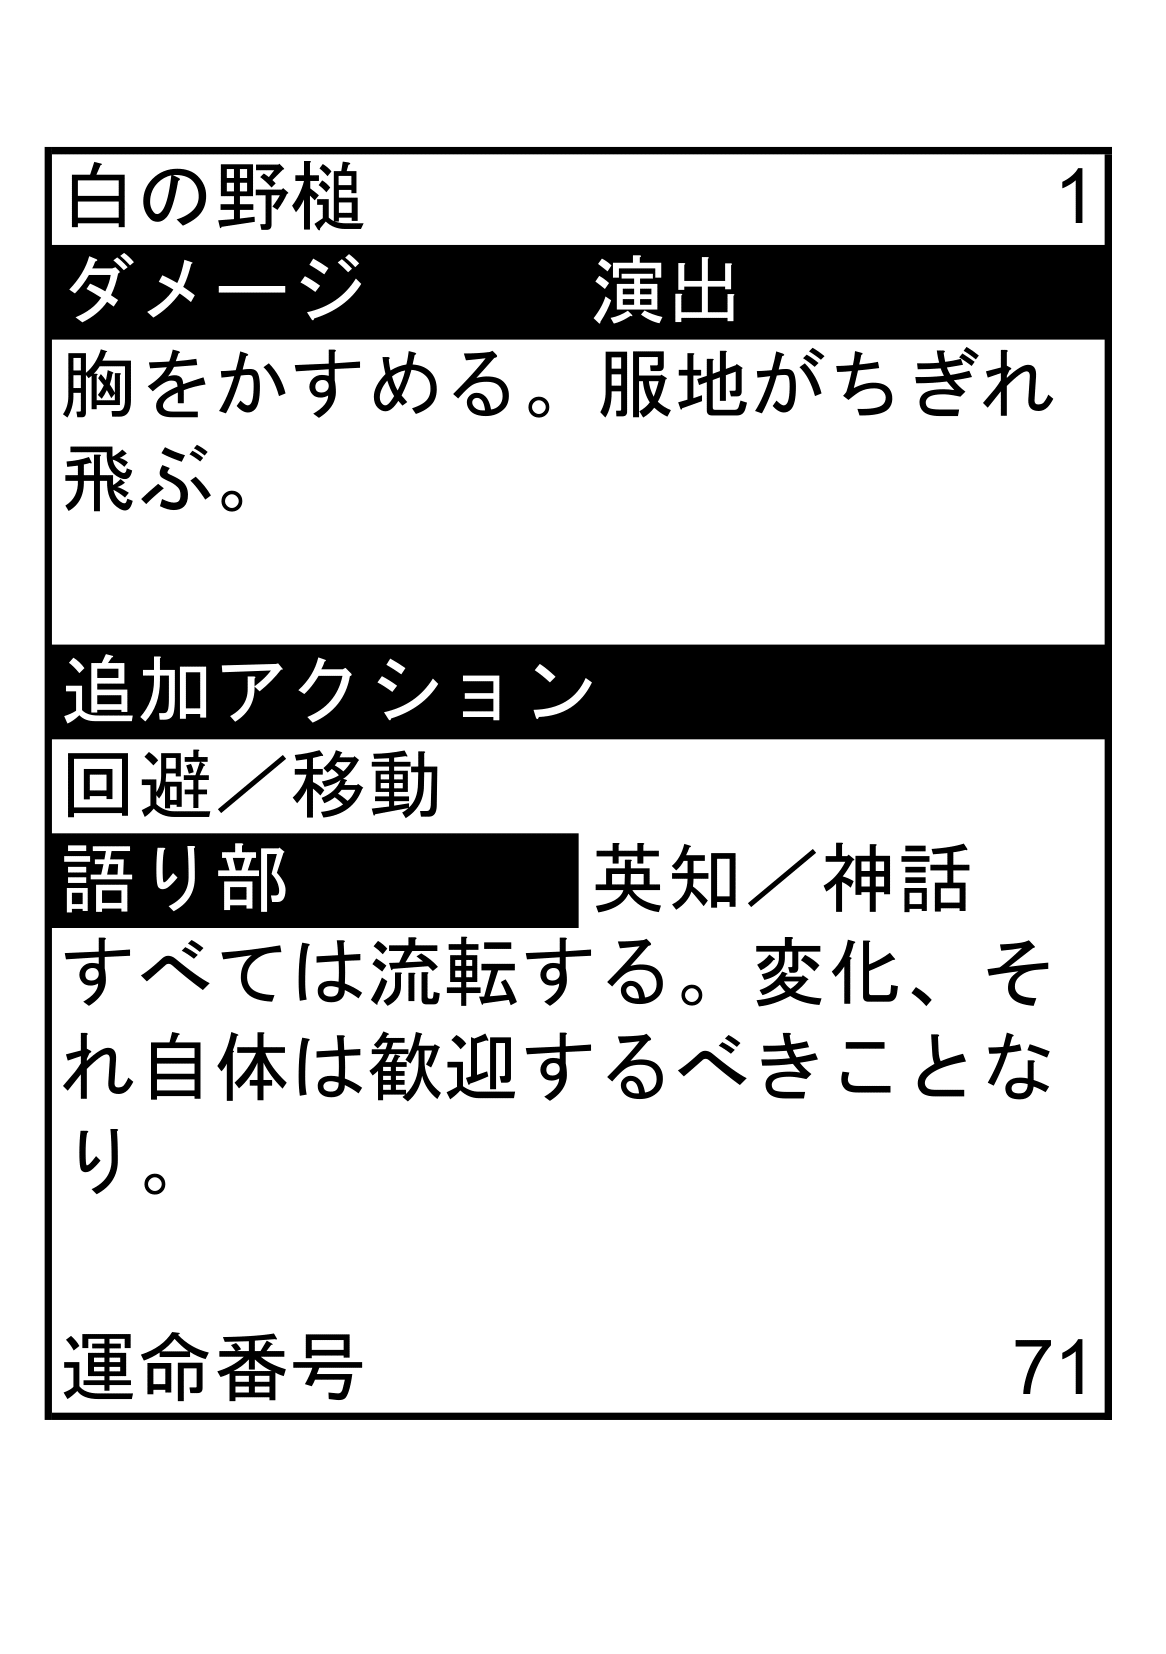 白の野槌 1
ダメージ 演出
胸をかすめる。服地がちぎれ
飛ぶ。
追加アクション
回避／移動
語り部 英知／神話
すべては流転する。変化、そ
れ自体は歓迎するべきことな
り。
運命番号 71